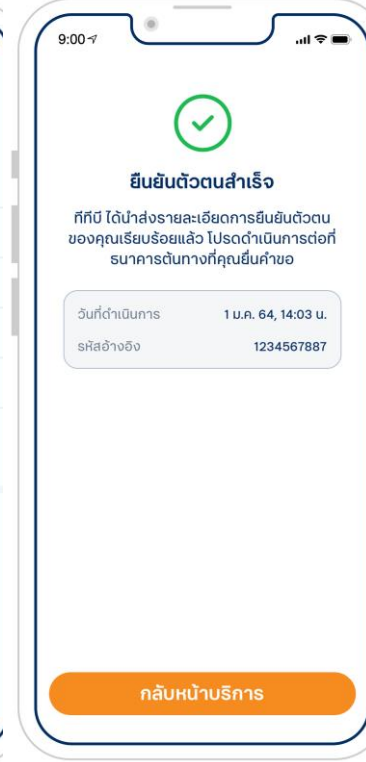 9:00
ยืนยันตัวตนสำเร็จ
ทีทีบี ได้นำส่งรายละเอียดการยืนยันตัวตน
ของคุณเรียบร้อยแล้ว โปรดดำเนินการต่อที่
ธนาคารต้นทางที่คุณยื่นคำขอ
วันที่ดำเนินการ 1 ม.ค. 64, 14:03 น.
รหัสอ้างอิง 1234567887
กลับหน้าบริการ